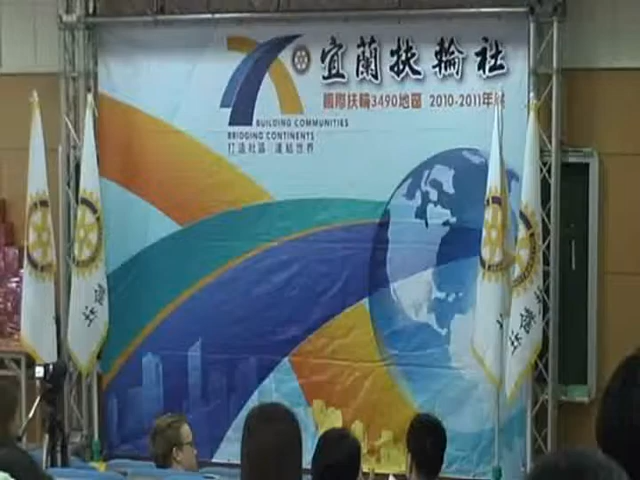 宜蘭扶輪社
國際扶輪3490地區 2010-2011年度
BUILDING COMMUNITIES
BRIDGING CONTINENTS
打造社區 連結世界